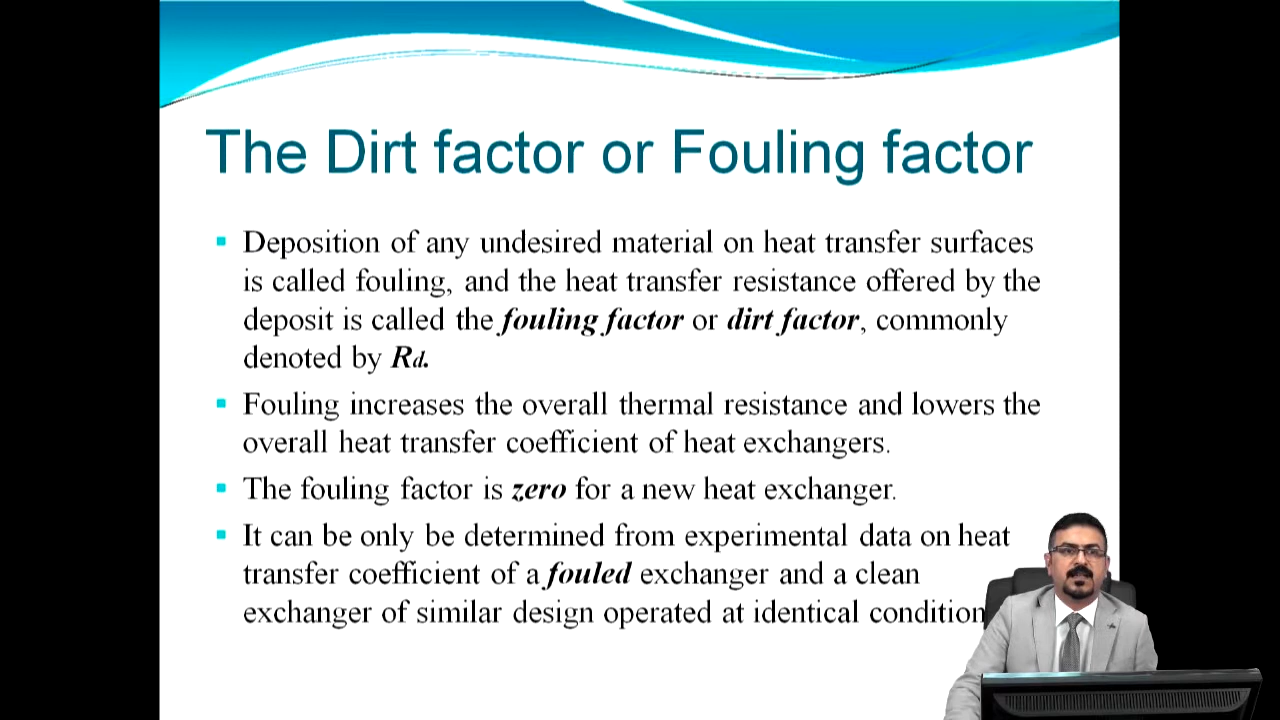 The Dirt factor or Fouling factor
Deposition of any undesired material on heat transfer surfaces
is called fouling, and the heat transfer resistance offered by the
deposit is called the fouling factor or dirt factor, commonly
denoted by Rd.
Fouling increases the overall thermal resistance and lowers the
overall heat transfer coefficient of heat exchangers.
The fouling factor is zero for a new heat exchanger.
It can be only be determined from experimental data on heat
transfer coefficient of a fouled exchanger and a clean
exchanger of similar design operated at identical condition